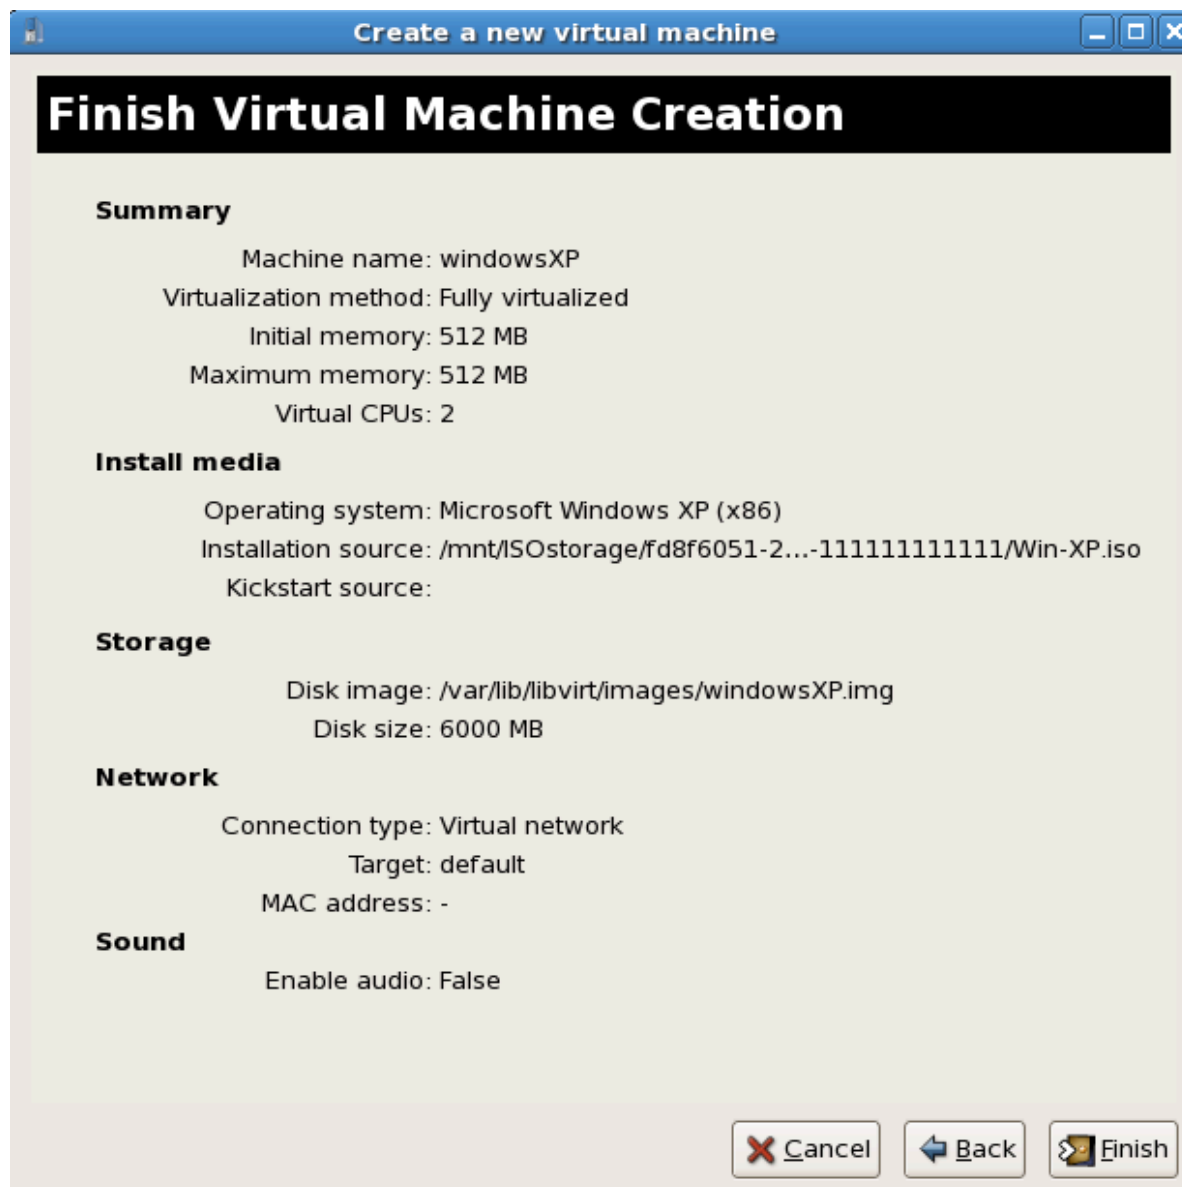 Create a new virtual machine
Finish Virtual Machine Creation
Summary
Machine name: windowsXP
Virtualization method: Fully virtualized
Initial memory: 512 MB
Maximum memory: 512 MB
Virtual CPUs: 2
Install media
Operating system: Microsoft Windows XP (x86)
Installation source: /mnt/ISOstorage/fd8f6051-2...-111111111111/Win-XP.iso
Kickstart source:
Storage
Disk image: /var/lib/libvirt/images/windowsXP.img
Disk size: 6000 MB
Network
Connection type: Virtual network
Target: default
MAC address: -
Sound
Enable audio: False
Cancel Back Finish